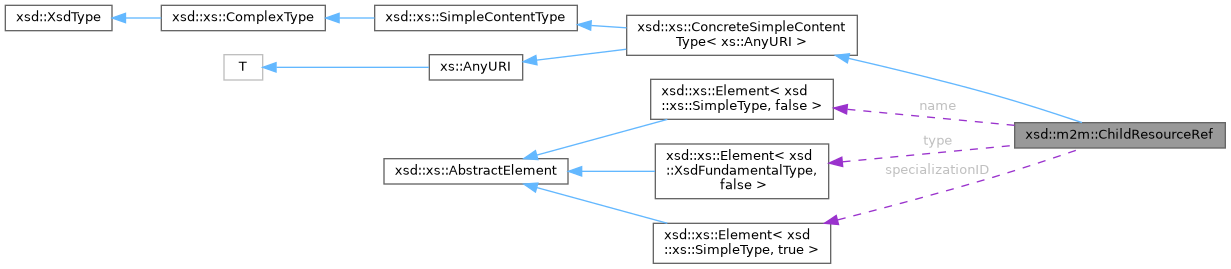 xsd::XsdType
xsd::xs::ComplexType
xsd::xs::SimpleContentType
xsd::xs::ConcreteSimpleContent
Type< xs::AnyURI >
T
xs::AnyURI
xsd::xs::Element< xsd
::xs::SimpleType, false >
name
xsd::m2m::ChildResourceRef
type
xsd::xs::Element< xsd
::XsdFundamentalType,
false >
xsd::xs::AbstractElement
specializationID
xsd::xs::Element< xsd
::xs::SimpleType, true >